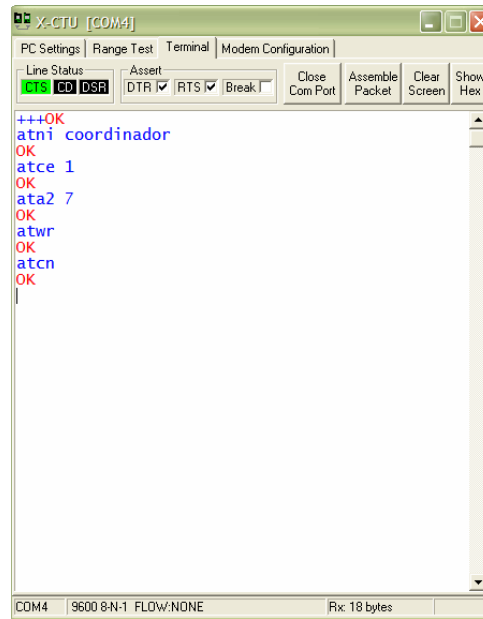 X-CTU [COM4]
PC Settings Range Test Terminal Modem Configuration
Line Status
CTS CD DSR
Assert
DTR RTS Break
Close Com Port
Assemble Packet
Clear Screen
Show Hex
+++OK
atni coordinador
OK
atce 1
OK
ata2 7
OK
atwr
OK
atcn
OK
COM4 9600 8-N-1 FLOW:NONE Rx: 18 bytes